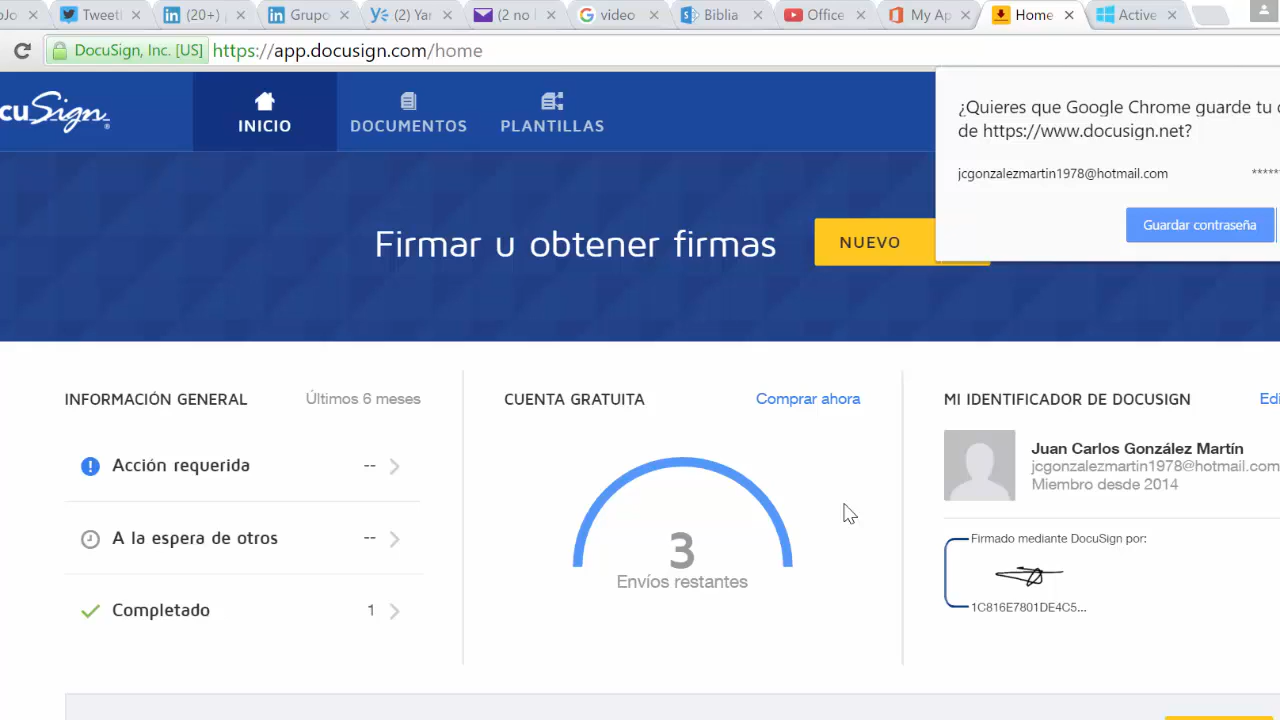 Tweeti
(20+)
Grupo
(2) Yar
(2 no l
video
Biblio
Office
My Ap
Home
Active
DocuSign, Inc. [US] https://app.docusign.com/home
cuSign
INICIO
DOCUMENTOS
PLANTILLAS
¿Quieres que Google Chrome guarde tu c
de https://www.docusign.net?
jcgonzalezmartin1978@hotmail.com *****
Guardar contraseña
Firmar u obtener firmas
NUEVO
INFORMACIÓN GENERAL Últimos 6 meses
Acción requerida --
A la espera de otros --
Completado 1
CUENTA GRATUITA Comprar ahora
3
Envíos restantes
MI IDENTIFICADOR DE DOCUSIGN Edi
Juan Carlos González Martín
jcgonzalezmartin1978@hotmail.com
Miembro desde 2014
Firmado mediante DocuSign por:
1C816E7801DE4C5...